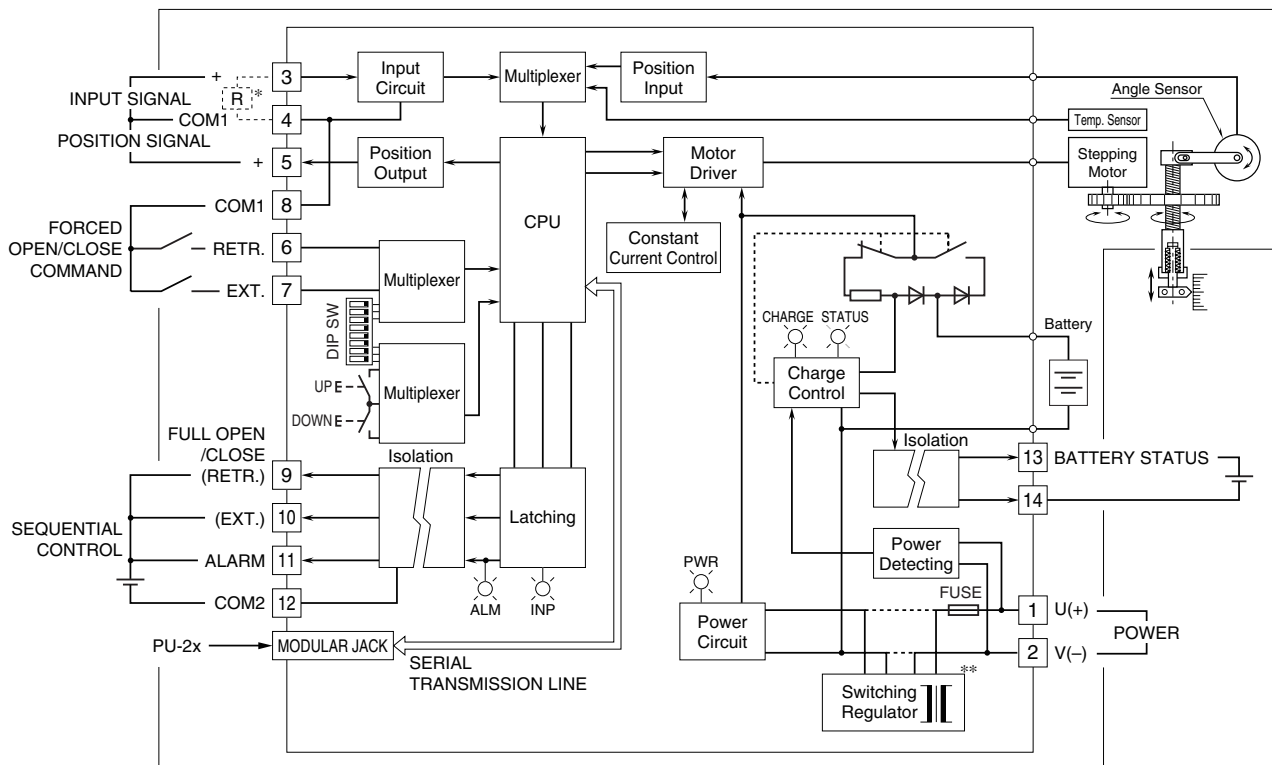 +
3
INPUT SIGNAL
R
*
COM1
4
POSITION SIGNAL
+
5
COM1
8
FORCED
OPEN/CLOSE
COMMAND
RETR.
6
EXT.
7
Input
Circuit
Multiplexer
Position
Input
Angle Sensor
Temp. Sensor
Position
Output
CPU
Motor
Driver
Stepping
Motor
Constant
Current Control
Multiplexer
DIP SW
UP E
DOWN E
Multiplexer
CHARGE
STATUS
Charge
Control
Battery
FULL OPEN
/CLOSE
(RETR.)
9
(EXT.)
10
SEQUENTIAL
CONTROL
ALARM
11
COM2
12
Isolation
Latching
ALM
INP
Isolation
13
BATTERY STATUS
14
Power
Detecting
PWR
FUSE
Power
Circuit
1
U(+)
POWER
2
V(–)
**
Switching
Regulator
PU-2x
MODULAR JACK
SERIAL
TRANSMISSION LINE